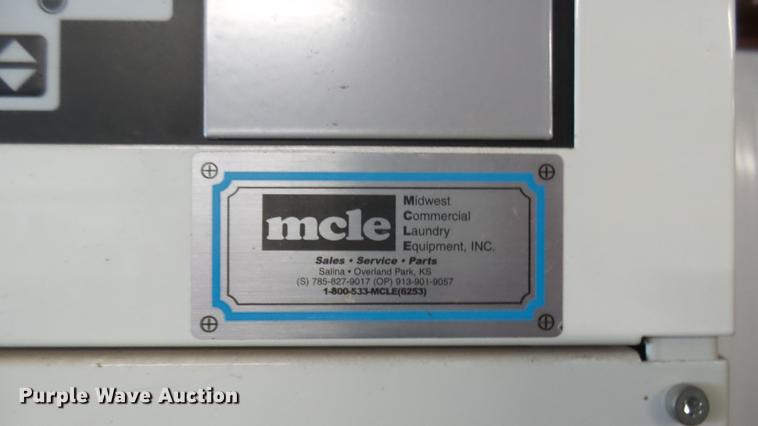 mcle
Midwest
Commercial
Laundry
Equipment, INC.
Sales • Service • Parts
Salina • Overland Park, KS
(S) 785-827-9017 (OP) 913-901-9057
1-800-533-MCLE(6253)
Purple Wave Auction